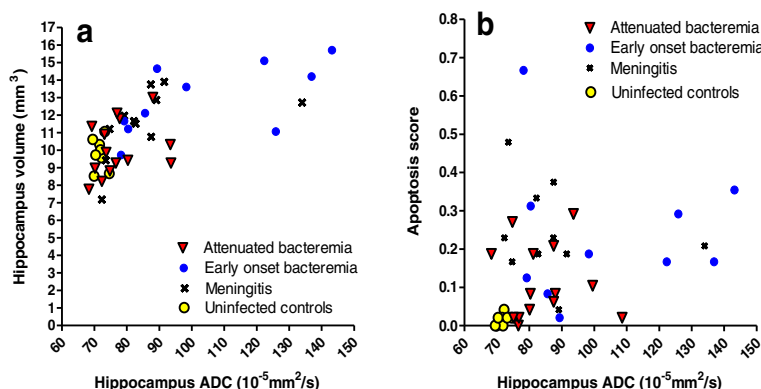 a
17
16
15
14
13
12
11
10
9
8
7
6
5
4
3
2
1
0
Hippocampus volume (mm 3)
Attenuated bacteremia
Early onset bacteremia
Meningitis
Uninfected controls
60 70 80 90 100 110 120 130 140 150
Hippocampus ADC (10-5mm2/s)
b
0.8
0.7
0.6
0.5
0.4
0.3
0.2
0.1
0.0
Apoptosis score
Attenuated bacteremia
Early onset bacteremia
Meningitis
Uninfected controls
60 70 80 90 100 110 120 130 140 150
Hippocampus ADC (10-5mm2/s)